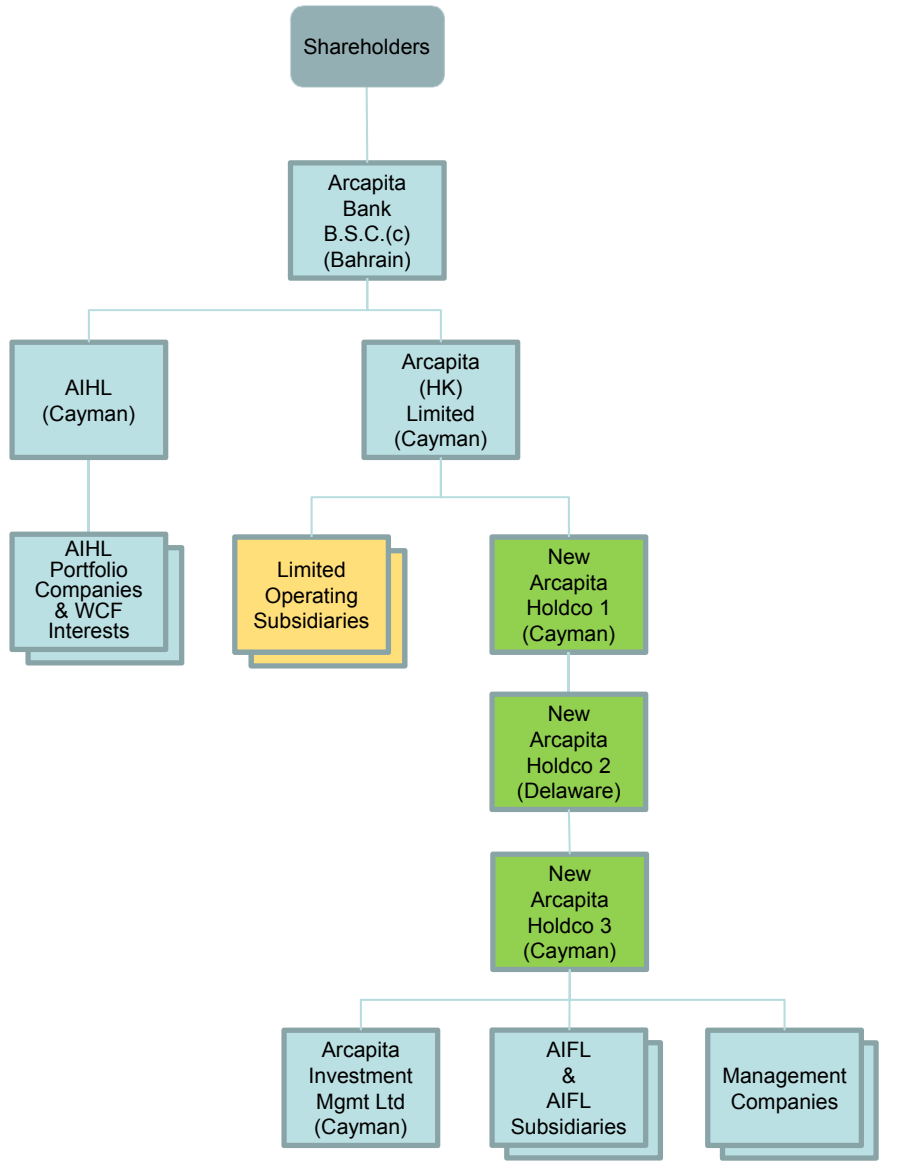 Shareholders
Arcapita
Bank
B.S.C.(c)
(Bahrain)
AIHL
(Cayman)
Arcapita
(HK)
Limited
(Cayman)
AIHL
Portfolio
Companies
& WCF
Interests
Limited
Operating
Subsidiaries
New
Arcapita
Holdco 1
(Cayman)
New
Arcapita
Holdco 2
(Delaware)
New
Arcapita
Holdco 3
(Cayman)
Arcapita
Investment
Mgmt Ltd
(Cayman)
AIFL
&
AIFL
Subsidiaries
Management
Companies